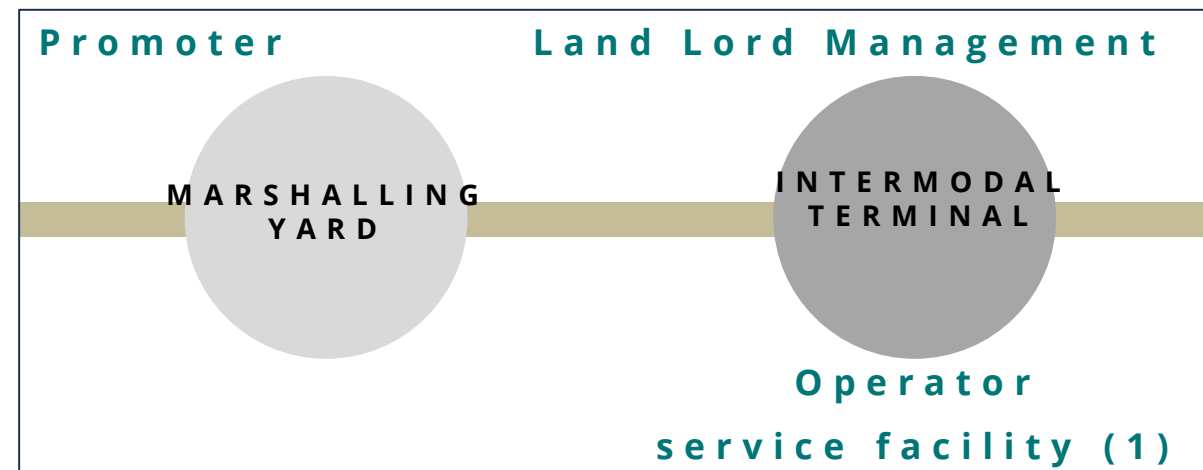 Promoter
Land Lord Management
MARSHALLING
YARD
INTERMODAL
TERMINAL
Operator
service facility (1)